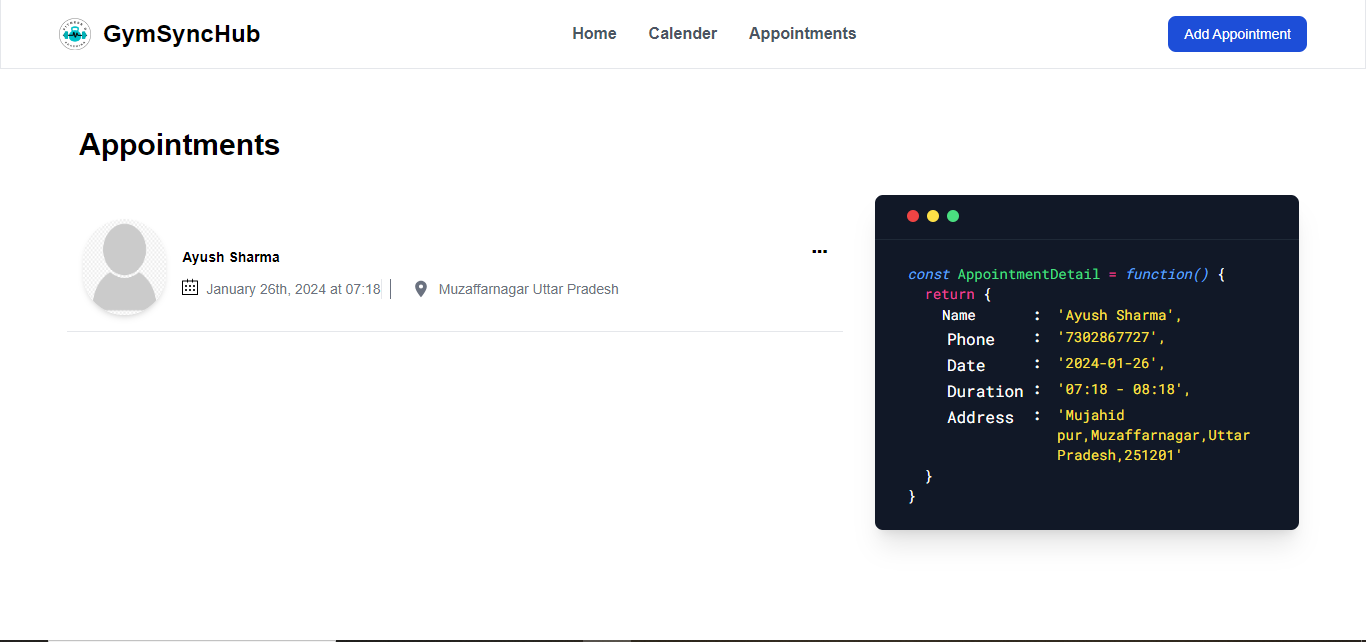 GymSyncHub
Home
Calender
Appointments
Add Appointment
Appointments
Ayush Sharma
January 26th, 2024 at 07:18
Muzaffarnagar Uttar Pradesh
const AppointmentDetail = function() {
return {
Name : 'Ayush Sharma',
Phone : '7302867727',
Date : '2024-01-26',
Duration : '07:18 - 08:18',
Address : 'Mujahid
pur,Muzaffarnagar,Uttar
Pradesh,251201'
}
}